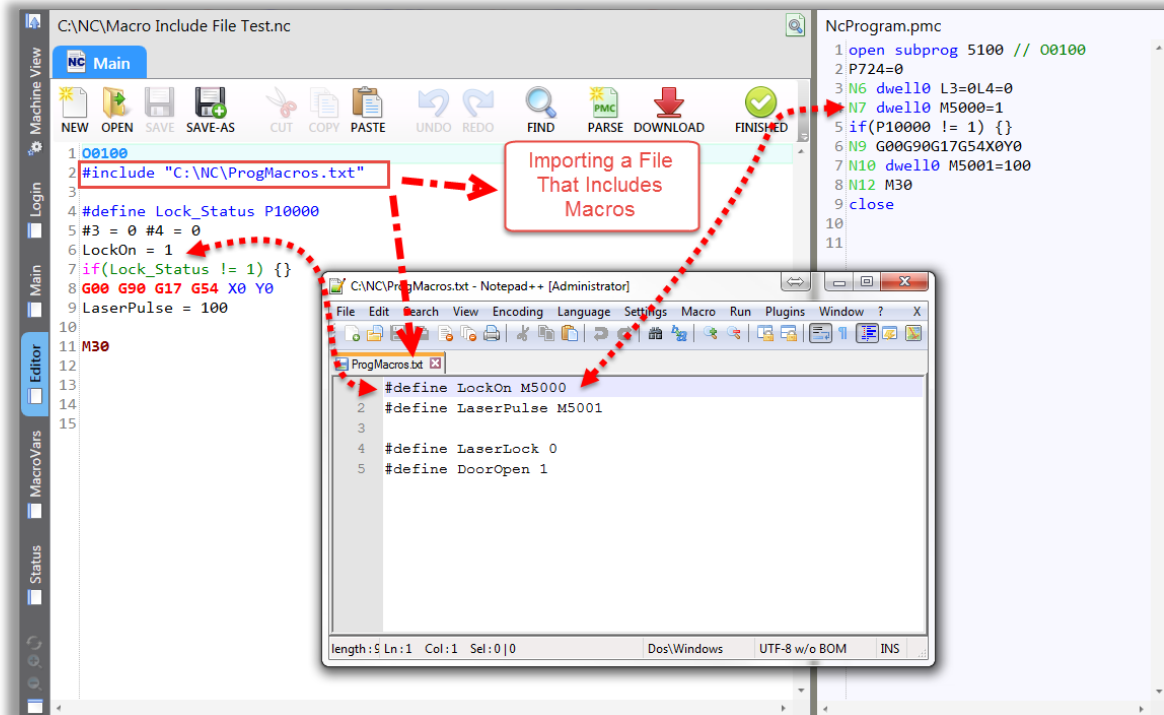 C:\NC\Macro Include File Test.nc
NC Main
NEW OPEN SAVE SAVE-AS CUT COPY PASTE UNDO REDO FIND PARSE DOWNLOAD FINISHED
PMC
1 O0100
2 #include "C:\NC\ProgMacros.txt"
3
4 #define Lock_Status P10000
5 #3 = 0 #4 = 0
6 LockOn = 1
7 if(Lock_Status != 1) {}
8 G00 G90 G17 G54 X0 Y0
9 LaserPulse = 100
10
11 M30
12
13
14
15
Importing a File
That Includes
Macros
Machine View
Login
Main
Editor
MacroVars
Status
C:\NC\ProgMacros.txt - Notepad++ [Administrator]
File Edit Search View Encoding Language Settings Macro Run Plugins Window ? X
ProgMacros.txt
#define LockOn M5000
2 #define LaserPulse M5001
3
4 #define LaserLock 0
5 #define DoorOpen 1
length : 9 Ln : 1 Col : 1 Sel : 0 | 0 Dos\Windows UTF-8 w/o BOM INS
NcProgram.pmc
1 open subprog 5100 // O0100
2 P724=0
3 N6 dwell0 L3=0L4=0
4 N7 dwell0 M5000=1
5 if(P10000 != 1) {}
6 N9 G00G90G17G54X0Y0
7 N10 dwell0 M5001=100
8 N12 M30
9 close
10
11